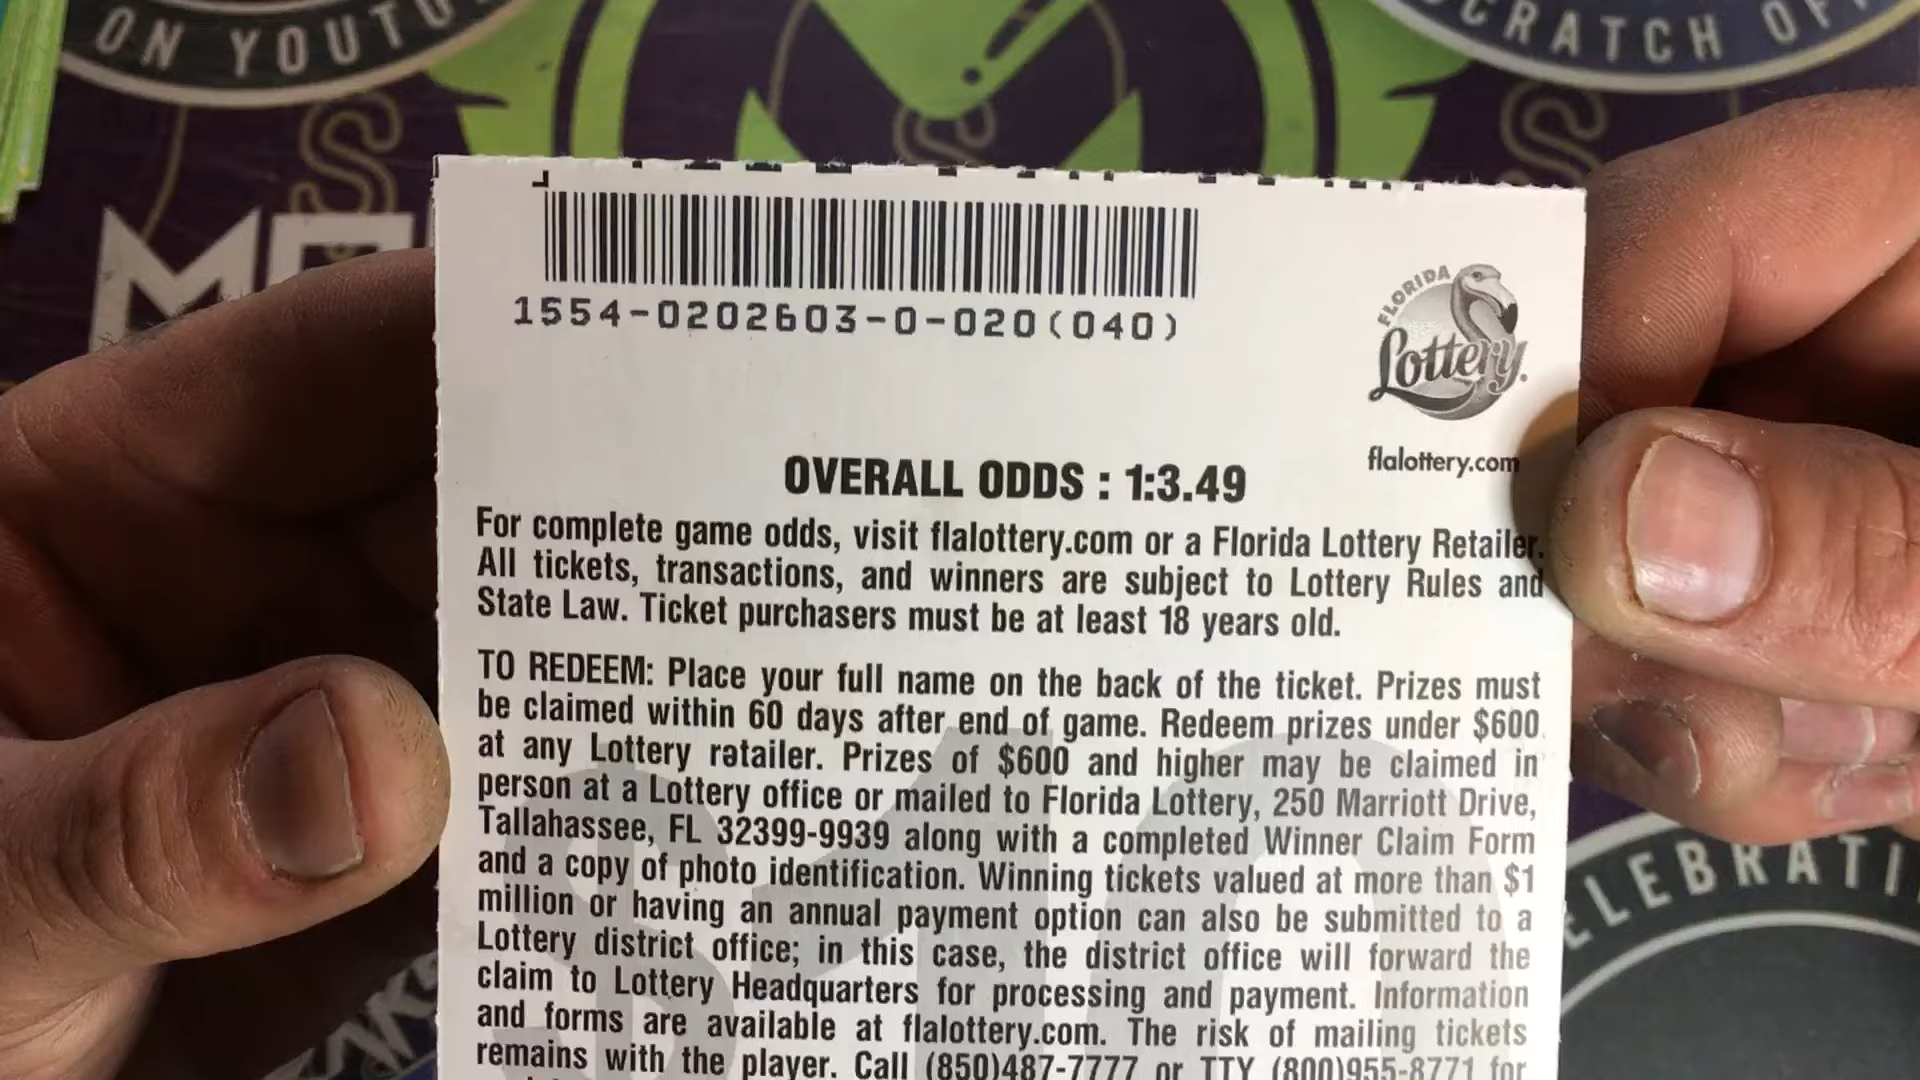 ON YOUTU
SCRATCH OF
1554-0202603-0-020(040)
FLORIDA
Lottery
flalottery.com
OVERALL ODDS : 1:3.49
For complete game odds, visit flalottery.com or a Florida Lottery Retailer.
All tickets, transactions, and winners are subject to Lottery Rules and
State Law. Ticket purchasers must be at least 18 years old.
TO REDEEM: Place your full name on the back of the ticket. Prizes must
be claimed within 60 days after end of game. Redeem prizes under $600
at any Lottery retailer. Prizes of $600 and higher may be claimed in
person at a Lottery office or mailed to Florida Lottery, 250 Marriott Drive,
Tallahassee, FL 32399-9939 along with a completed Winner Claim Form
and a copy of photo identification. Winning tickets valued at more than $1
million or having an annual payment option can also be submitted to a
Lottery district office; in this case, the district office will forward the
claim to Lottery Headquarters for processing and payment. Information
and forms are available at flalottery.com. The risk of mailing tickets
remains with the player. Call (850)487-7777 or TTY (800)955-8771 for
$10
ELEBRATI